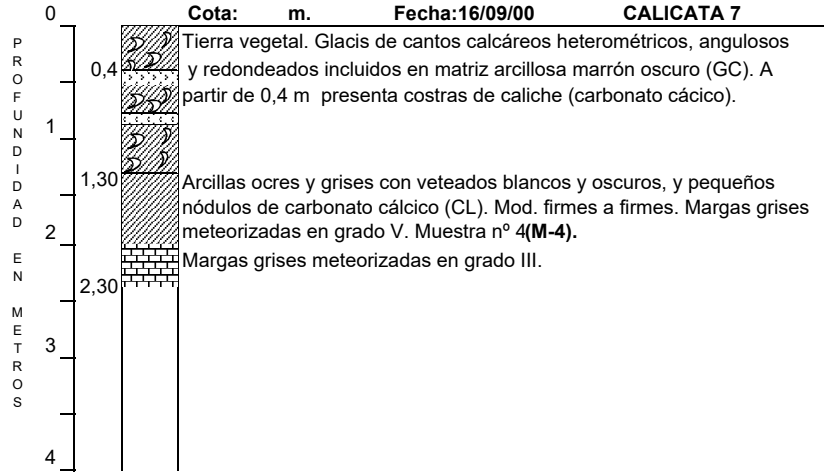 0
Cota: m. Fecha:16/09/00 CALICATA 7
PROFUNDIDAD EN METROS
Tierra vegetal. Glacis de cantos calcáreos heterométricos, angulosos
0,4
y redondeados incluidos en matriz arcillosa marrón oscuro (GC). A
partir de 0,4 m presenta costras de caliche (carbonato cácico).
1
1,30
Arcillas ocres y grises con veteados blancos y oscuros, y pequeños
nódulos de carbonato cálcico (CL). Mod. firmes a firmes. Margas grises
2
meteorizadas en grado V. Muestra nº 4(M-4).
Margas grises meteorizadas en grado III.
2,30
3
4